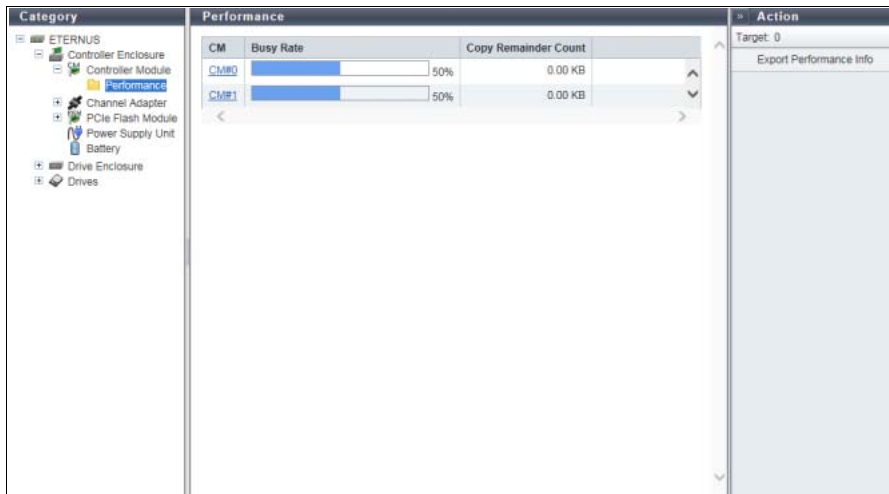 Category
ETERNUS
Controller Enclosure
Controller Module
Performance
Channel Adapter
PCIe Flash Module
Power Supply Unit
Battery
Drive Enclosure
Drives
Performance
CM Busy Rate Copy Remainder Count
CM#0 50% 0.00 KB
CM#1 50% 0.00 KB
» Action
Target: 0
Export Performance Info